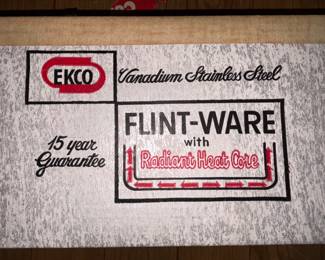 EKCO
Vanadium Stainless Steel
15 year
Guarantee
FLINT-WARE
with
Radiant Heat Core